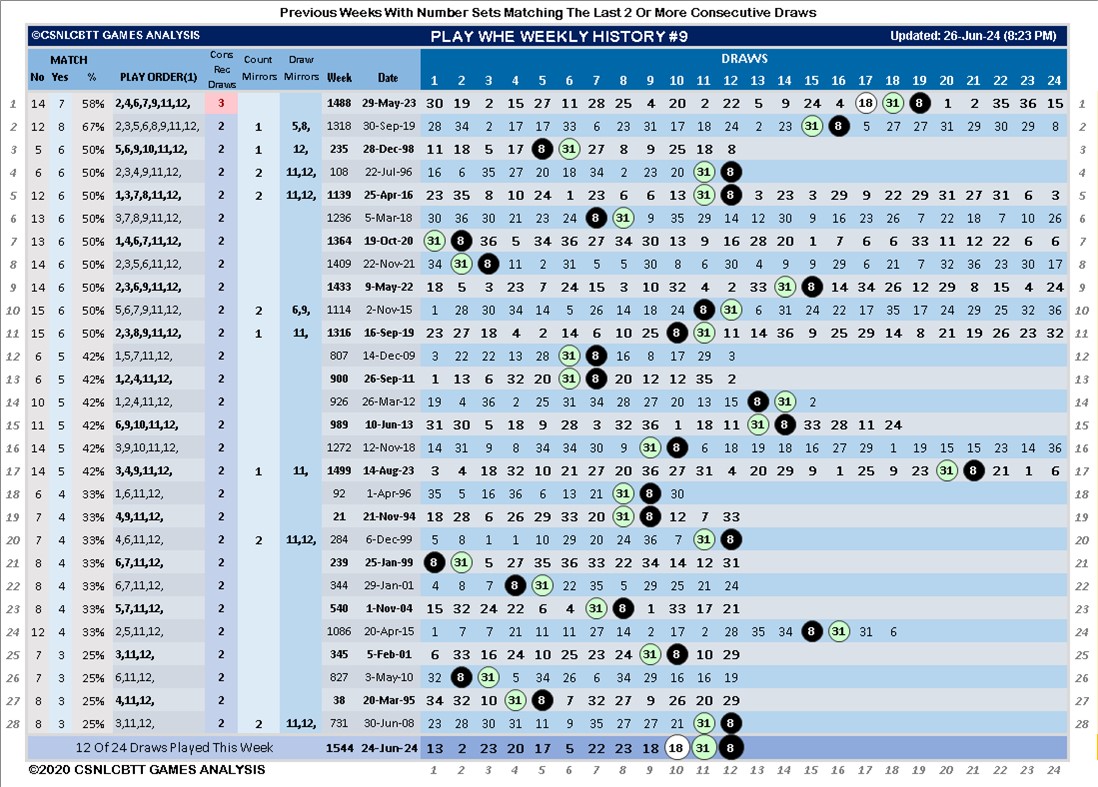 Previous Weeks With Number Sets Matching The Last 2 Or More Consecutive Draws
©CSNLCBTT GAMES ANALYSIS PLAY WHE WEEKLY HISTORY #9 Updated: 26-Jun-24 (8:23 PM)
MATCH Cons Rec Draws Count Mirrors Draw Mirrors DRAWS
No Yes % PLAY ORDER(1) Week Date 1 2 3 4 5 6 7 8 9 10 11 12 13 14 15 16 17 18 19 20 21 22 23 24
1 14 7 58% 2,4,6,7,9,11,12, 3 1488 29-May-23 30 19 2 15 27 11 28 25 4 20 2 22 5 9 24 4 18 31 8 1 2 35 36 15 1
2 12 8 67% 2,3,5,6,8,9,11,12, 2 1 5,8, 1318 30-Sep-19 28 34 2 17 17 33 6 23 31 17 18 24 2 23 31 8 5 27 27 31 29 30 29 8 2
3 5 6 50% 5,6,9,10,11,12, 2 1 12, 235 28-Dec-98 11 18 5 17 8 31 27 8 9 25 18 8 3
4 6 6 50% 2,3,4,9,11,12, 2 2 11,12, 108 22-Jul-96 16 6 35 27 20 18 34 2 23 20 31 8 4
5 12 6 50% 1,3,7,8,11,12, 2 2 11,12, 1139 25-Apr-16 23 35 8 10 24 1 23 6 6 13 31 8 3 23 3 29 9 22 29 31 27 31 6 3 5
6 13 6 50% 3,7,8,9,11,12, 2 1236 5-Mar-18 30 36 30 21 23 24 8 31 9 35 29 14 12 30 9 16 23 26 6 22 18 7 10 26 6
7 13 6 50% 1,4,6,7,11,12, 2 1364 19-Oct-20 31 8 36 5 34 36 27 34 30 13 9 16 28 20 1 7 6 6 33 11 12 22 6 6 7
8 14 6 50% 2,3,5,6,11,12, 2 1409 22-Nov-21 34 31 8 11 2 31 5 5 30 8 6 30 4 9 9 29 6 21 7 32 36 23 30 17 8
9 14 6 50% 2,3,6,9,11,12, 2 1433 9-May-22 18 5 3 23 7 24 15 3 10 32 4 2 33 31 8 14 34 26 12 29 8 15 4 24 9
10 15 6 50% 5,6,7,9,11,12, 2 2 6,9, 1114 2-Nov-15 1 28 30 34 14 5 26 14 18 24 8 31 6 31 24 22 17 35 17 24 29 25 32 36 10
11 15 6 50% 2,3,8,9,11,12, 2 1 11, 1316 16-Sep-19 23 27 18 4 2 14 6 10 25 8 31 11 14 36 9 25 29 14 8 21 19 26 23 32 11
12 6 5 42% 1,5,7,11,12, 2 807 14-Dec-09 3 22 22 13 28 31 8 16 8 17 29 3 12
13 6 5 42% 1,2,4,11,12, 2 900 26-Sep-11 1 13 6 32 20 31 8 20 12 12 35 2 13
14 10 5 42% 1,2,4,11,12, 2 926 26-Mar-12 19 4 36 2 25 31 34 28 27 20 13 15 8 31 2 14
15 11 5 42% 6,9,10,11,12, 2 989 10-Jun-13 31 30 5 18 9 28 3 32 36 1 18 11 31 8 33 28 11 24 15
16 12 5 42% 3,9,10,11,12, 2 1272 12-Nov-18 14 31 9 8 34 34 30 9 31 8 6 18 19 18 16 27 29 1 19 15 15 23 14 36 16
17 14 5 42% 3,4,9,11,12, 2 1 11, 1499 14-Aug-23 3 4 18 32 10 21 27 20 36 27 31 4 20 29 9 1 25 9 23 31 8 21 1 6 17
18 6 4 33% 1,6,11,12, 2 92 1-Apr-96 35 5 16 36 6 13 21 31 8 30 18
19 7 4 33% 4,9,11,12, 2 21 21-Nov-94 18 28 6 26 29 33 20 31 8 12 7 33 19
20 7 4 33% 4,6,11,12, 2 2 11,12, 284 6-Dec-99 5 8 1 1 10 29 20 24 36 7 31 8 20
21 8 4 33% 6,7,11,12, 2 239 25-Jan-99 8 31 5 27 35 36 33 22 34 14 12 31 21
22 8 4 33% 6,7,11,12, 2 344 29-Jan-01 4 8 7 8 31 22 35 5 29 25 21 24 22
23 8 4 33% 5,7,11,12, 2 540 1-Nov-04 15 32 24 22 6 4 31 8 1 33 17 21 23
24 12 4 33% 2,5,11,12, 2 1086 20-Apr-15 1 7 7 21 11 11 27 14 2 17 2 28 35 34 8 31 31 6 24
25 7 3 25% 3,11,12, 2 345 5-Feb-01 6 33 16 24 10 25 23 24 31 8 10 29 25
26 7 3 25% 6,11,12, 2 827 3-May-10 32 8 31 5 34 26 6 34 29 16 16 19 26
27 8 3 25% 4,11,12, 2 38 20-Mar-95 34 32 10 31 8 7 32 27 9 26 20 29 27
28 8 3 25% 3,11,12, 2 2 11,12, 731 30-Jun-08 23 28 30 31 11 9 35 27 27 21 31 8 28
12 Of 24 Draws Played This Week 1544 24-Jun-24 13 2 23 20 17 5 22 23 18 18 31 8
©2020 CSNLCBTT GAMES ANALYSIS 1 2 3 4 5 6 7 8 9 10 11 12 13 14 15 16 17 18 19 20 21 22 23 24